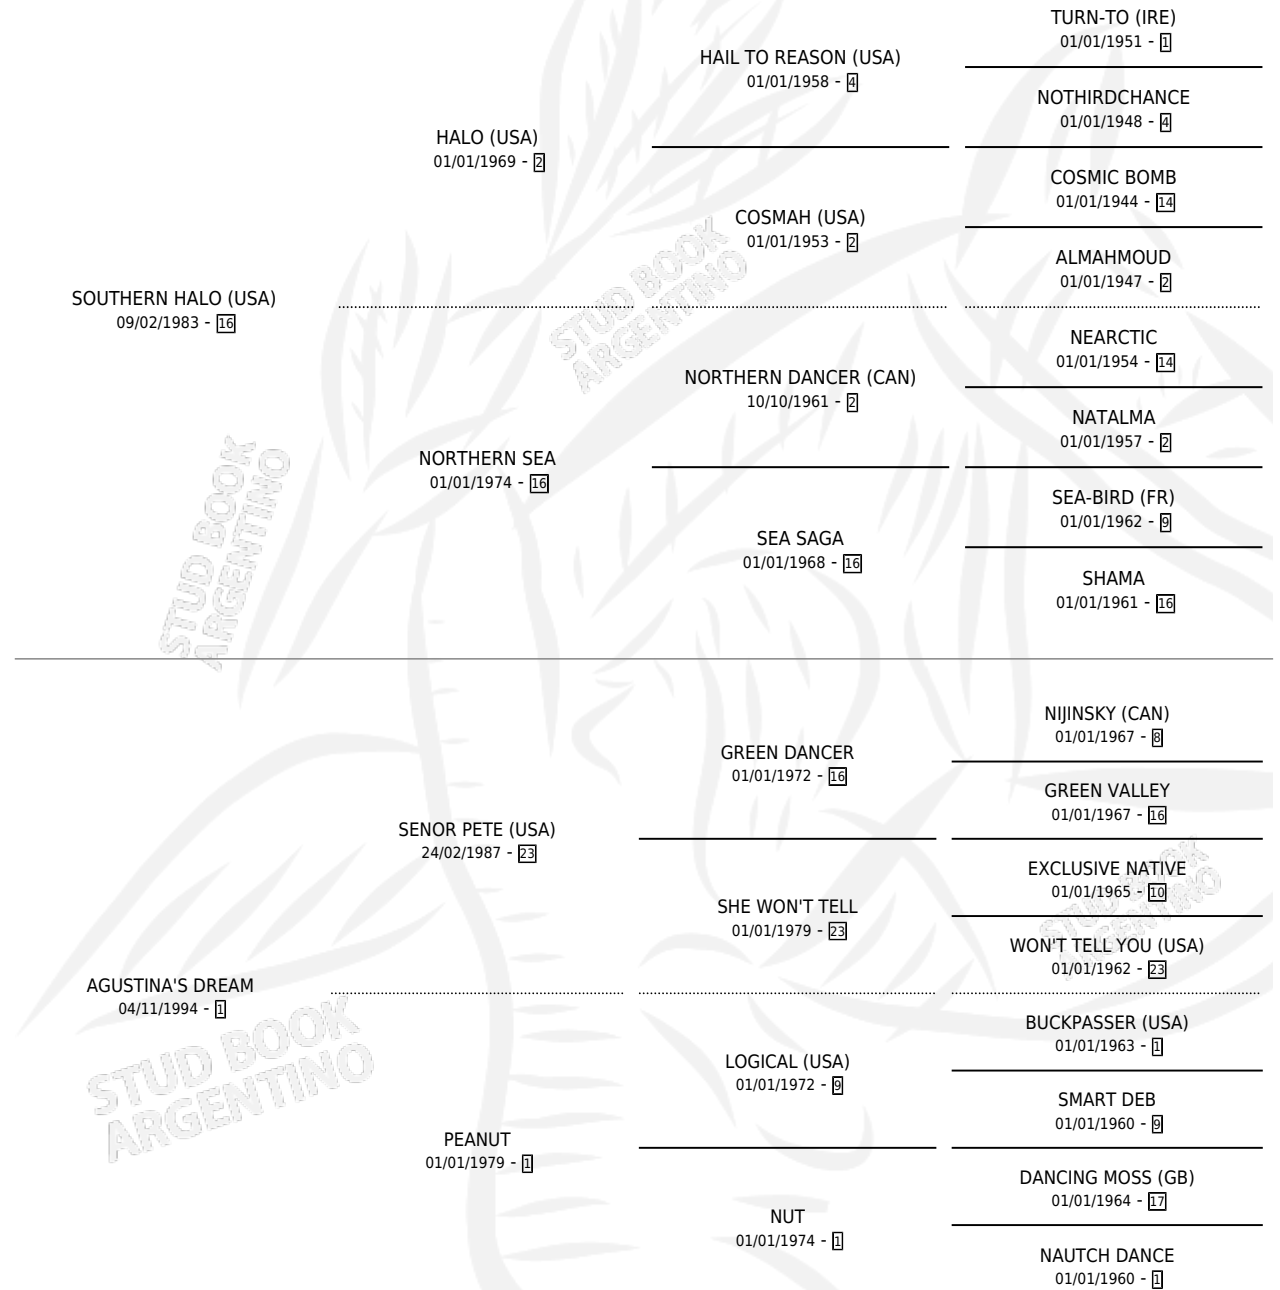 TURN-TO (IRE)
01/01/1951 - 1
HAIL TO REASON (USA)
01/01/1958 - 4
NOTHIRDCHANCE
01/01/1948 - 4
HALO (USA)
01/01/1969 - 2
COSMIC BOMB
01/01/1944 - 14
COSMAH (USA)
01/01/1953 - 2
ALMAHMOUD
01/01/1947 - 2
SOUTHERN HALO (USA)
09/02/1983 - 16
STUD BOOK
ARGENTINO
NEARCTIC
01/01/1954 - 14
NORTHERN DANCER (CAN)
10/10/1961 - 2
NATALMA
01/01/1957 - 2
NORTHERN SEA
01/01/1974 - 16
SEA-BIRD (FR)
01/01/1962 - 9
SEA SAGA
01/01/1968 - 16
SHAMA
01/01/1961 - 16
STUD BOOK
ARGENTINO
NIJINSKY (CAN)
01/01/1967 - 8
GREEN DANCER
01/01/1972 - 16
GREEN VALLEY
01/01/1967 - 16
SENOR PETE (USA)
24/02/1987 - 23
EXCLUSIVE NATIVE
01/01/1965 - 10
SHE WON'T TELL
01/01/1979 - 23
STUD BOOK
ARGENTINO
WON'T TELL YOU (USA)
01/01/1962 - 23
AGUSTINA'S DREAM
04/11/1994 - 1
STUD BOOK
ARGENTINO
BUCKPASSER (USA)
01/01/1963 - 1
LOGICAL (USA)
01/01/1972 - 9
SMART DEB
01/01/1960 - 9
PEANUT
01/01/1979 - 1
DANCING MOSS (GB)
01/01/1964 - 17
NUT
01/01/1974 - 1
NAUTCH DANCE
01/01/1960 - 1